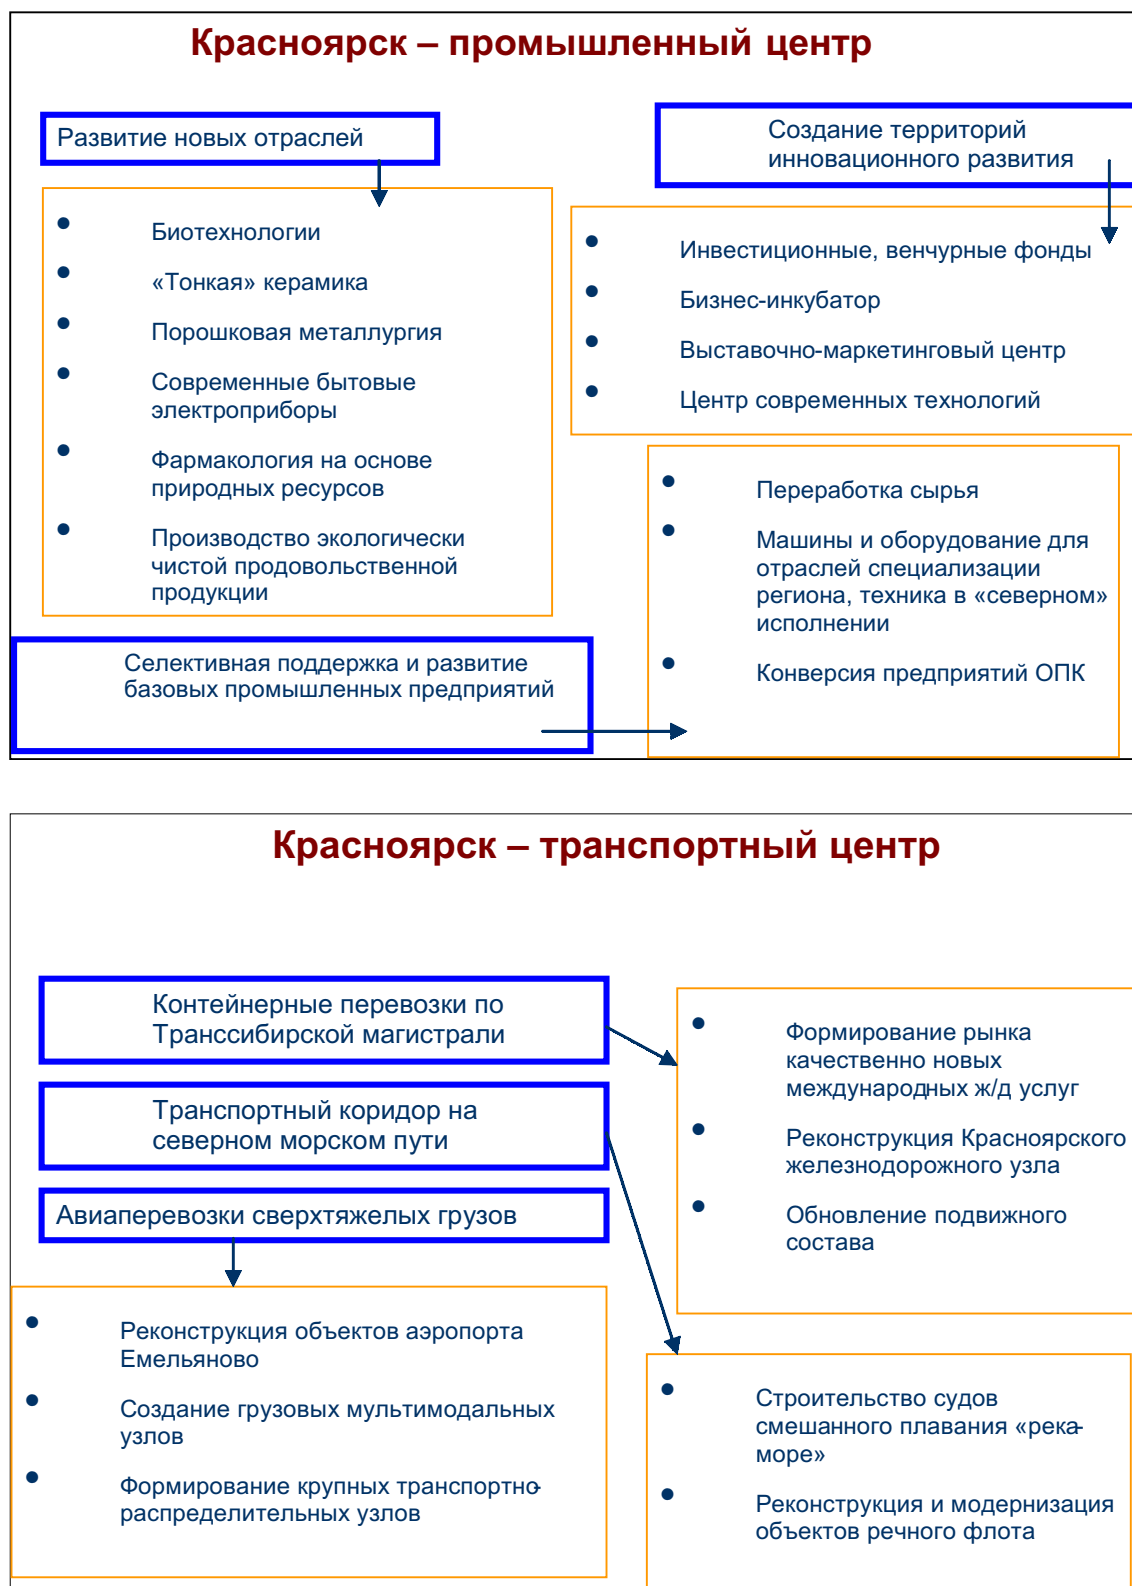 Красноярск – промышленный центр
Развитие новых отраслей
• Биотехнологии
• «Тонкая» керамика
• Порошковая металлургия
• Современные бытовые
электроприборы
• Фармакология на основе
природных ресурсов
• Производство экологически
чистой продовольственной
продукции
Создание территорий
инновационного развития
• Инвестиционные, венчурные фонды
• Бизнес-инкубатор
• Выставочно-маркетинговый центр
• Центр современных технологий
Селективная поддержка и развитие
базовых промышленных предприятий
• Переработка сырья
• Машины и оборудование для
отраслей специализации
региона, техника в «северном»
исполнении
• Конверсия предприятий ОПК
Красноярск – транспортный центр
Контейнерные перевозки по
Транссибирской магистрали
Транспортный коридор на
северном морском пути
Авиаперевозки сверхтяжелых грузов
• Формирование рынка
качественно новых
международных ж/д услуг
• Реконструкция Красноярского
железнодорожного узла
• Обновление подвижного
состава
• Реконструкция объектов аэропорта
Емельяново
• Создание грузовых мультимодальных
узлов
• Формирование крупных транспортно-
распределительных узлов
• Строительство судов
смешанного плавания «река-
море»
• Реконструкция и модернизация
объектов речного флота